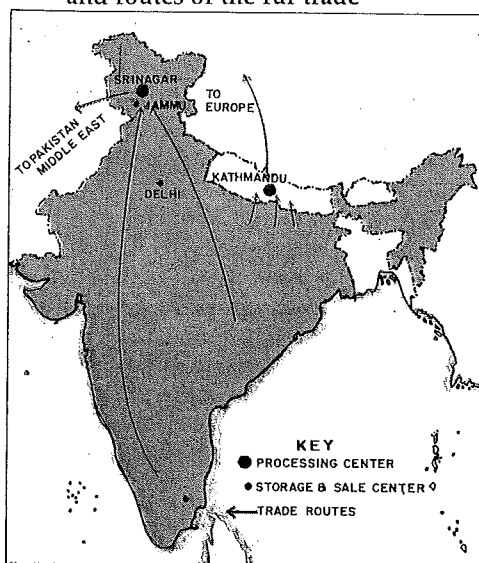 and routes of the fur trade
SRINAGAR
JAMMU
TO PAKISTAN
MIDDLE EAST
TO
EUROPE
KATHMANDU
DELHI
KEY
PROCESSING CENTER
STORAGE & SALE CENTER
TRADE ROUTES